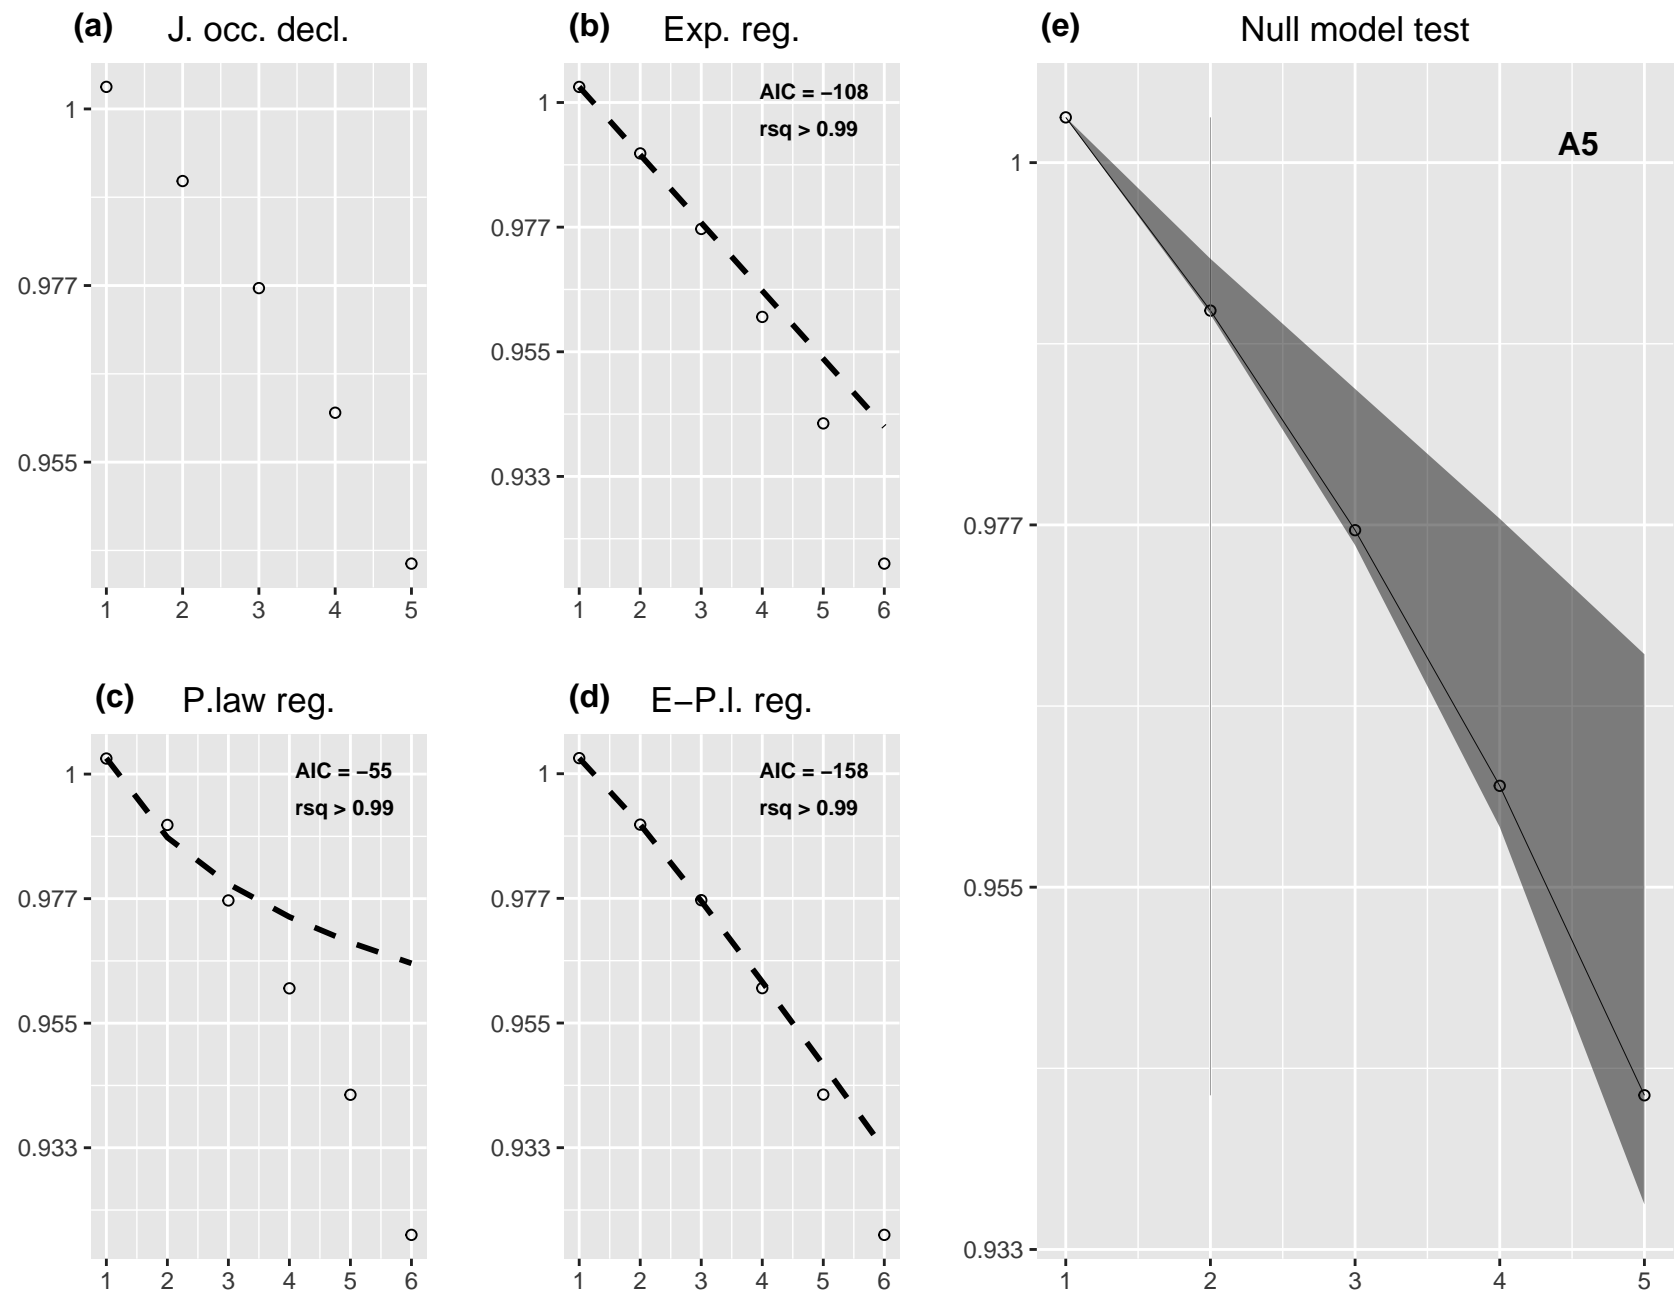 (a) J. occ. decl.
1
0.977
0.955
1 2 3 4 5
(b) Exp. reg.
AIC = −108
rsq > 0.99
1
0.977
0.955
0.933
1 2 3 4 5 6
(c) P.law reg.
AIC = −55
rsq > 0.99
1
0.977
0.955
0.933
1 2 3 4 5 6
(d) E−P.l. reg.
AIC = −158
rsq > 0.99
1
0.977
0.955
0.933
1 2 3 4 5 6
(e) Null model test
A5
1
0.977
0.955
0.933
1 2 3 4 5